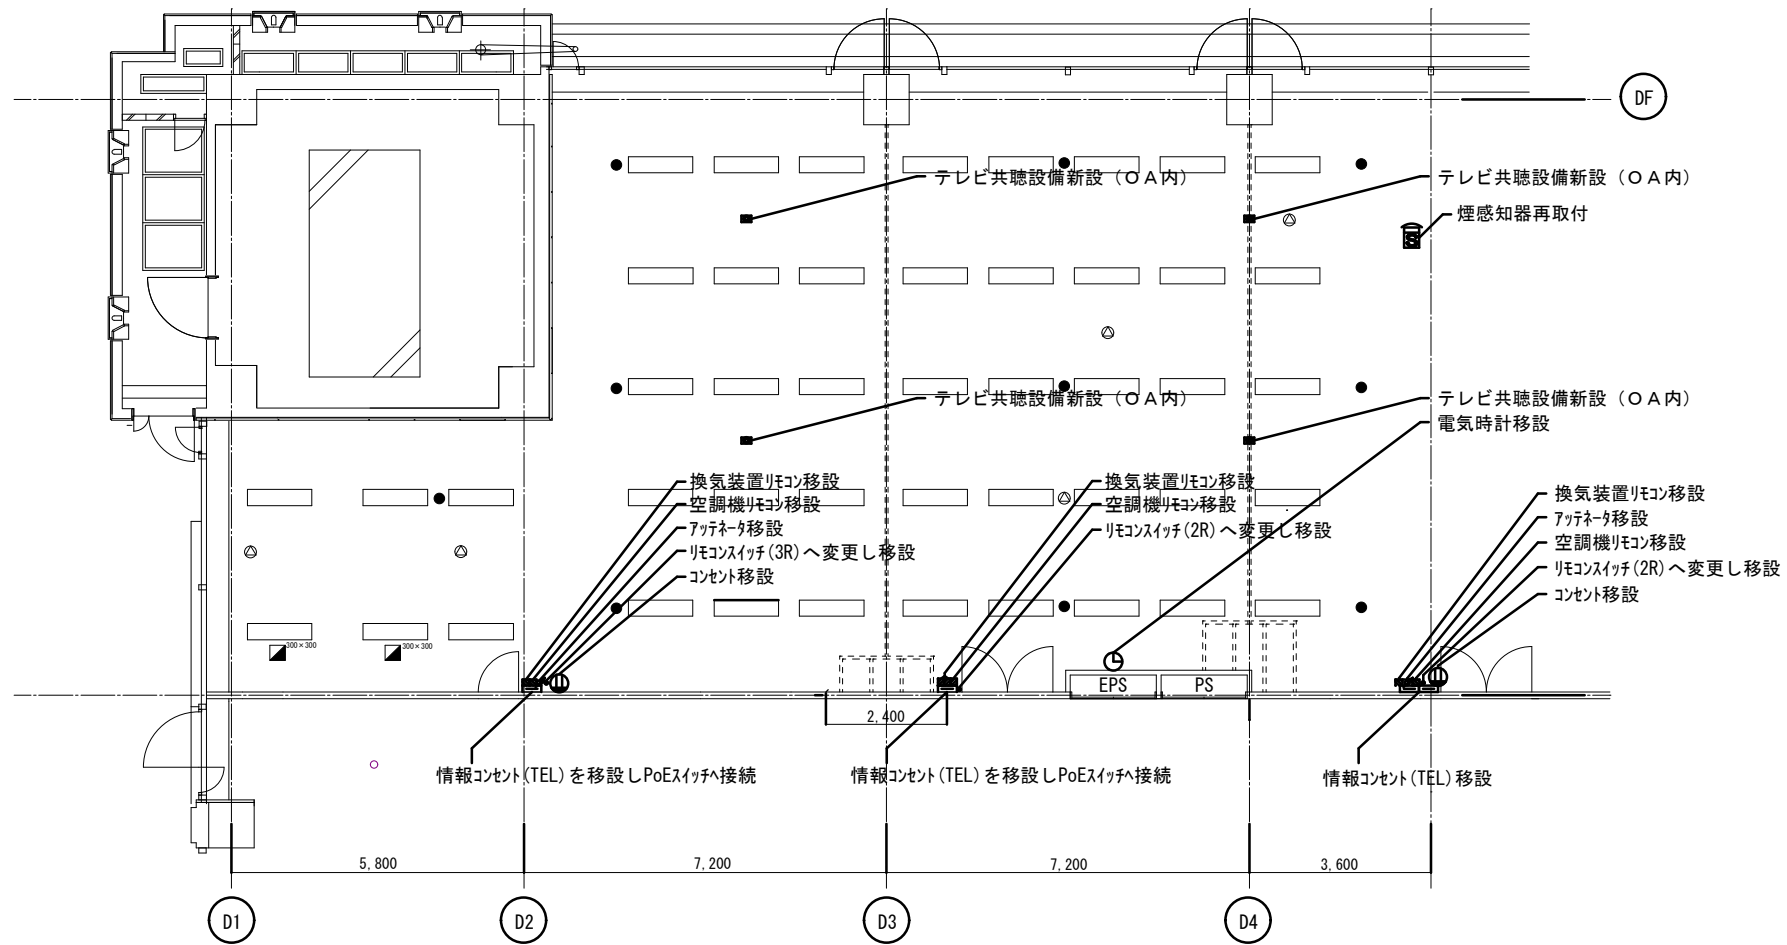 DF
テレビ共聴設備新設（ＯＡ内）
テレビ共聴設備新設（ＯＡ内）
煙感知器再取付
S
テレビ共聴設備新設（ＯＡ内）
テレビ共聴設備新設（ＯＡ内）
電気時計移設
換気装置ﾘﾓｺﾝ移設
空調機ﾘﾓｺﾝ移設
ｱｯﾃﾈｰﾀ移設
ﾘﾓｺﾝｽｲｯﾁ(3R)へ変更し移設
ｺﾝｾﾝﾄ移設
換気装置ﾘﾓｺﾝ移設
空調機ﾘﾓｺﾝ移設
ﾘﾓｺﾝｽｲｯﾁ(2R)へ変更し移設
換気装置ﾘﾓｺﾝ移設
ｱｯﾃﾈｰﾀ移設
空調機ﾘﾓｺﾝ移設
ﾘﾓｺﾝｽｲｯﾁ(2R)へ変更し移設
ｺﾝｾﾝﾄ移設
300×300
300×300
EPS
PS
2,400
情報ｺﾝｾﾝﾄ(TEL)を移設しPoEｽｲｯﾁへ接続
情報ｺﾝｾﾝﾄ(TEL)を移設しPoEｽｲｯﾁへ接続
情報ｺﾝｾﾝﾄ(TEL)移設
5,800
7,200
7,200
3,600
D1
D2
D3
D4